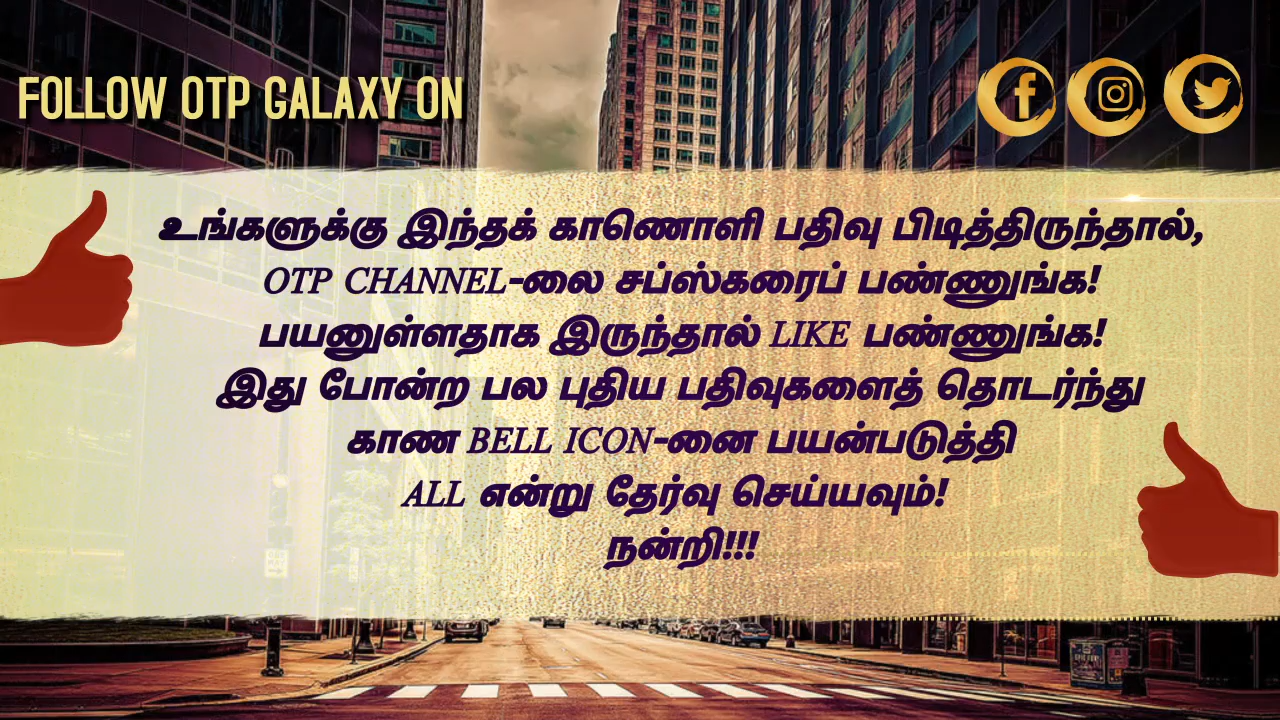 FOLLOW OTP GALAXY ON
உங்களுக்கு இந்தக் காணொளி பதிவு பிடித்திருந்தால்,
OTP CHANNEL-லை சப்ஸ்கரைப் பண்ணுங்க!
பயனுள்ளதாக இருந்தால் LIKE பண்ணுங்க!
இது போன்ற பல புதிய பதிவுகளைத் தொடர்ந்து
காண BELL ICON-னை பயன்படுத்தி
ALL என்று தேர்வு செய்யவும்!
நன்றி!!!